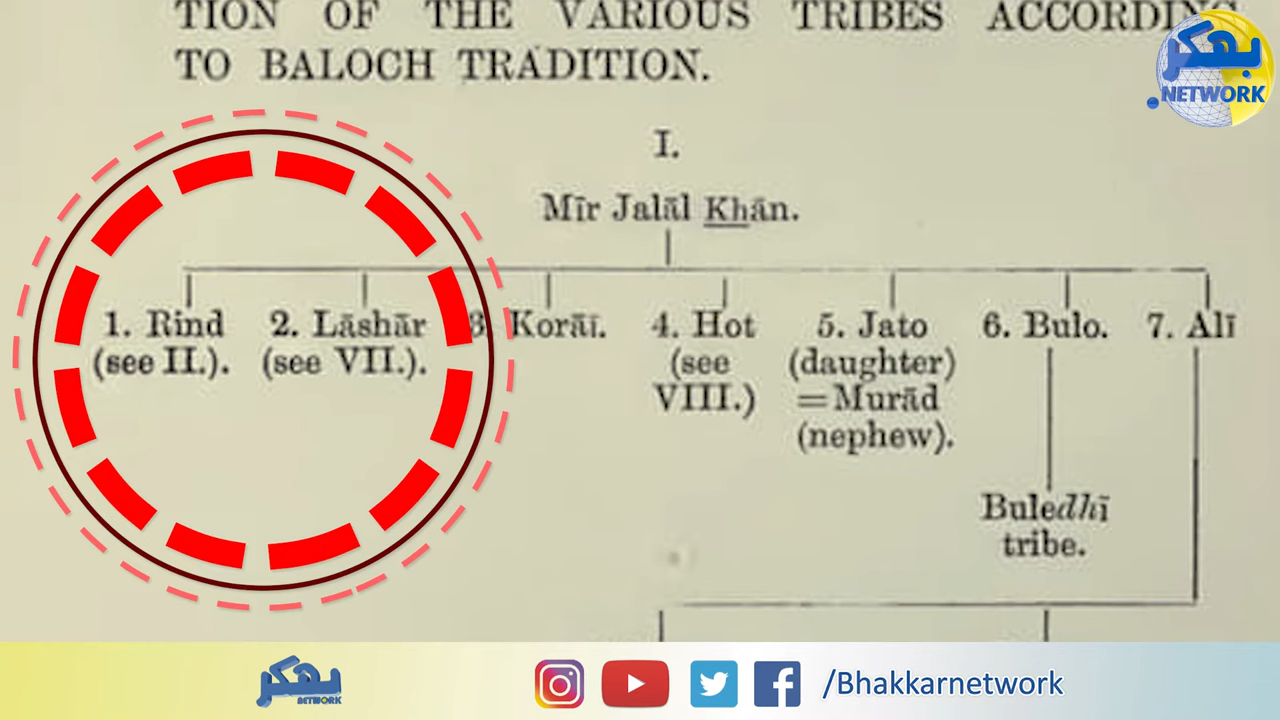 TION OF THE VARIOUS TRIBES ACCORDING
TO BALOCH TRADITION.
بھکر
NETWORK
I.
Mīr Jalāl Khān.
1. Rind 2. Lāshār 3. Korāī. 4. Hot 5. Jato 6. Bulo. 7. Alī
(see II.). (see VII.). (see (daughter)
VIII.) =Murād
(nephew).
Buledhī
tribe.
بھکر
NETWORK
/Bhakkarnetwork